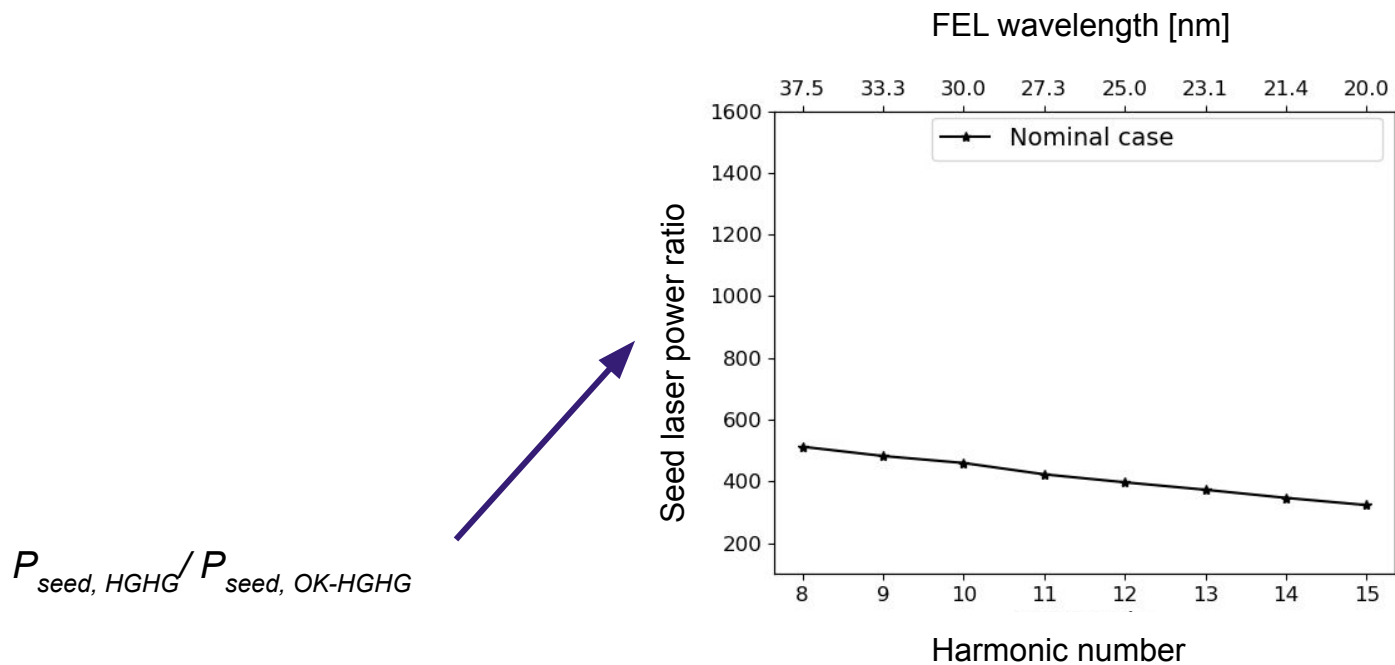 FEL wavelength [nm]
37.5 33.3 30.0 27.3 25.0 23.1 21.4 20.0
1600
1400
1200
1000
800
600
400
200
Nominal case
Seed laser power ratio
P seed, HGHG / P seed, OK-HGHG
8 9 10 11 12 13 14 15
Harmonic number